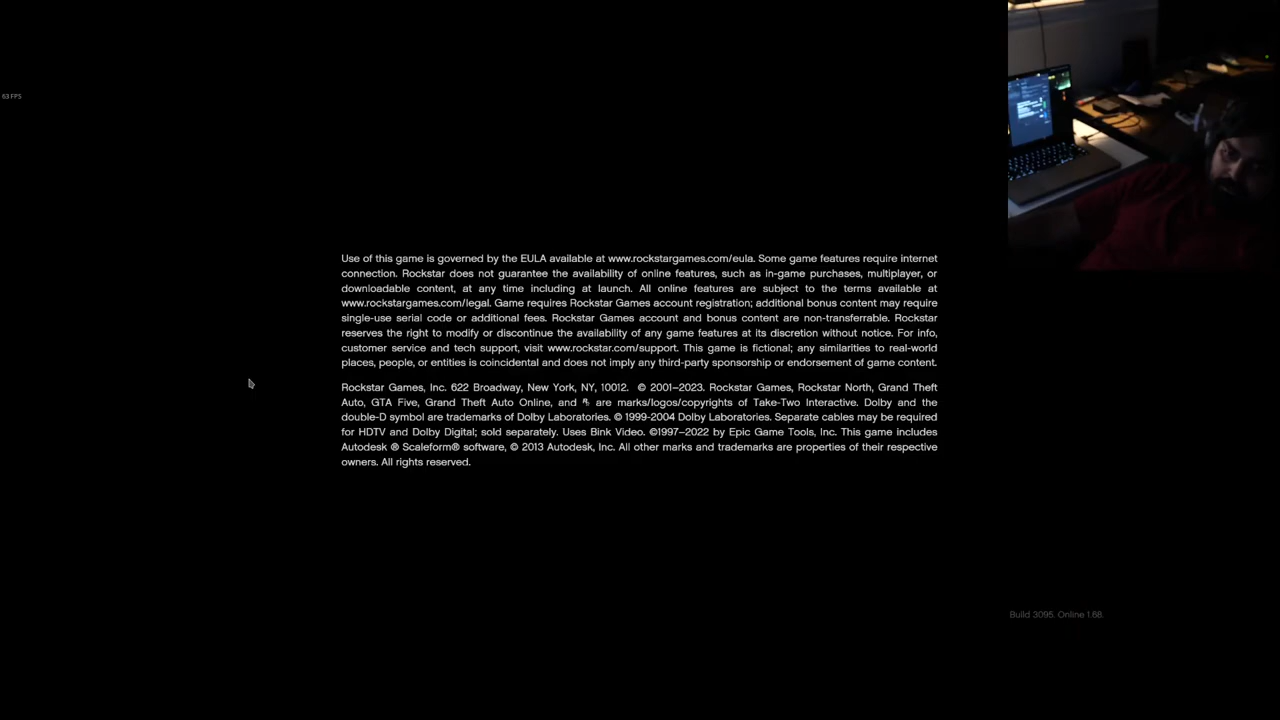 63 FPS
Use of this game is governed by the EULA available at www.rockstargames.com/eula. Some game features require internet
connection. Rockstar does not guarantee the availability of online features, such as in-game purchases, multiplayer, or
downloadable content, at any time including at launch. All online features are subject to the terms available at
www.rockstargames.com/legal. Game requires Rockstar Games account registration; additional bonus content may require
single-use serial code or additional fees. Rockstar Games account and bonus content are non-transferrable. Rockstar
reserves the right to modify or discontinue the availability of any game features at its discretion without notice. For info,
customer service and tech support, visit www.rockstar.com/support. This game is fictional; any similarities to real-world
places, people, or entities is coincidental and does not imply any third-party sponsorship or endorsement of game content.
Rockstar Games, Inc. 622 Broadway, New York, NY, 10012. © 2001–2023. Rockstar Games, Rockstar North, Grand Theft
Auto, GTA Five, Grand Theft Auto Online, and are marks/logos/copyrights of Take-Two Interactive. Dolby and the
double-D symbol are trademarks of Dolby Laboratories. © 1999-2004 Dolby Laboratories. Separate cables may be required
for HDTV and Dolby Digital; sold separately. Uses Bink Video. ©1997–2022 by Epic Game Tools, Inc. This game includes
Autodesk ® Scaleform® software, © 2013 Autodesk, Inc. All other marks and trademarks are properties of their respective
owners. All rights reserved.
Build 3095. Online 1.68.